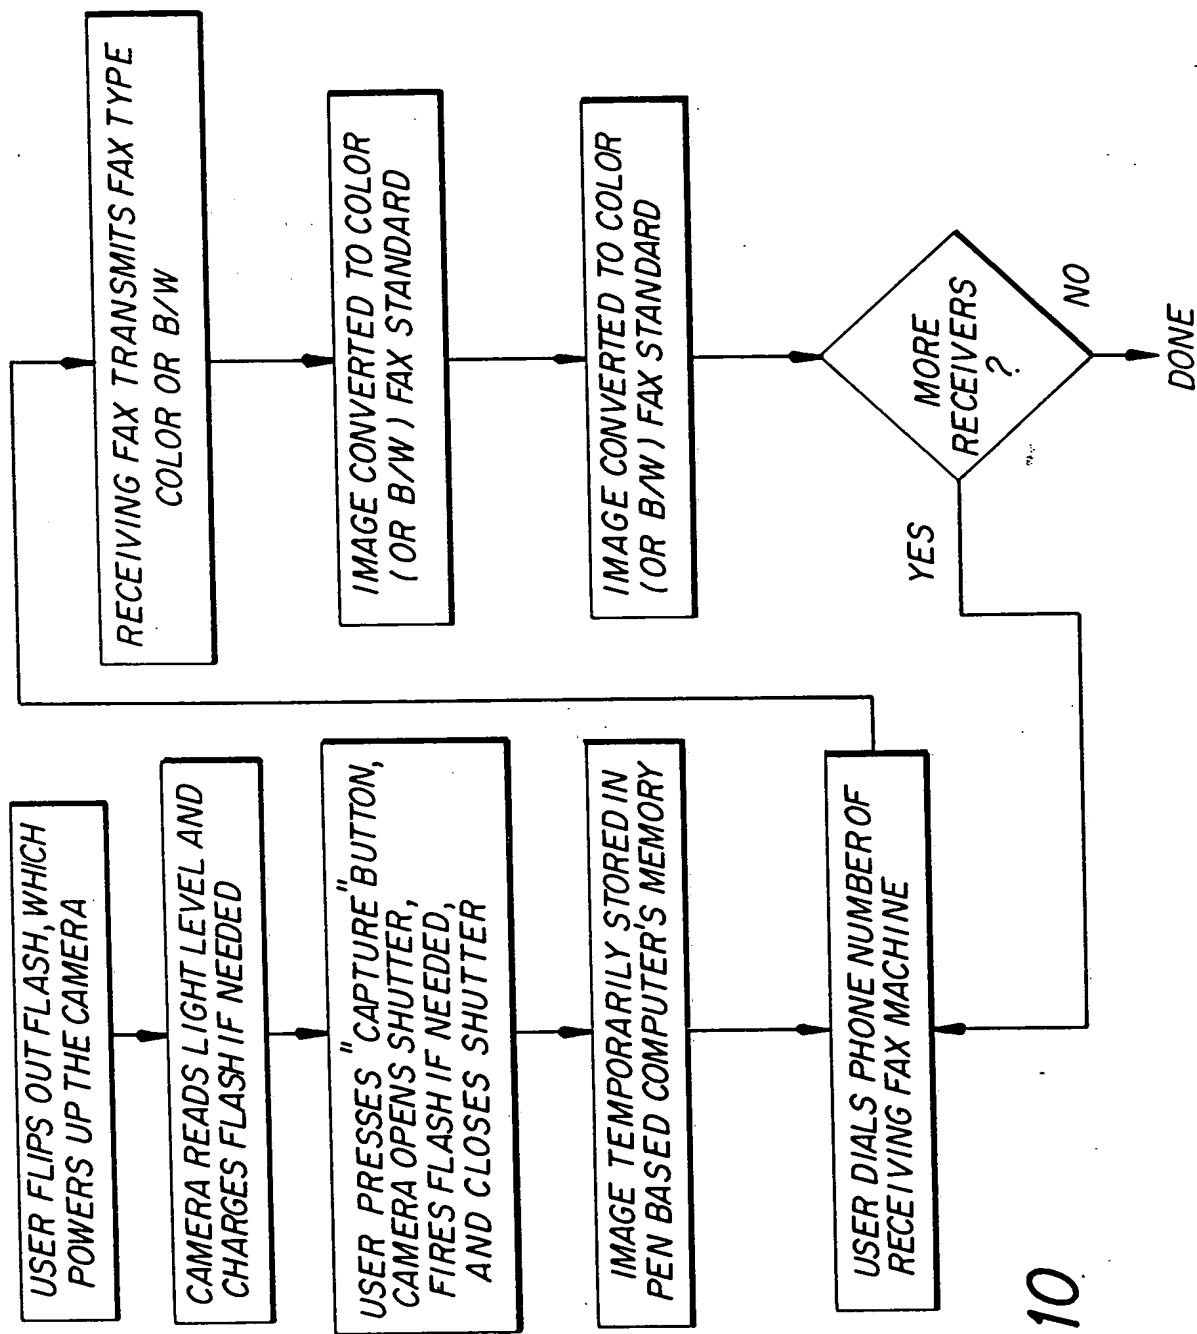 USER FLIPS OUT FLASH, WHICH
POWERS UP THE CAMERA
CAMERA READS LIGHT LEVEL AND
CHARGES FLASH IF NEEDED
USER PRESSES "CAPTURE" BUTTON,
CAMERA OPENS SHUTTER,
FIRES FLASH IF NEEDED,
AND CLOSES SHUTTER
IMAGE TEMPORARILY STORED IN
PEN BASED COMPUTER'S MEMORY
USER DIALS PHONE NUMBER OF
RECEIVING FAX MACHINE
RECEIVING FAX TRANSMITS FAX TYPE
COLOR OR B/W
IMAGE CONVERTED TO COLOR
(OR B/W) FAX STANDARD
IMAGE CONVERTED TO COLOR
(OR B/W) FAX STANDARD
MORE
RECEIVERS
?
YES
NO
DONE
10